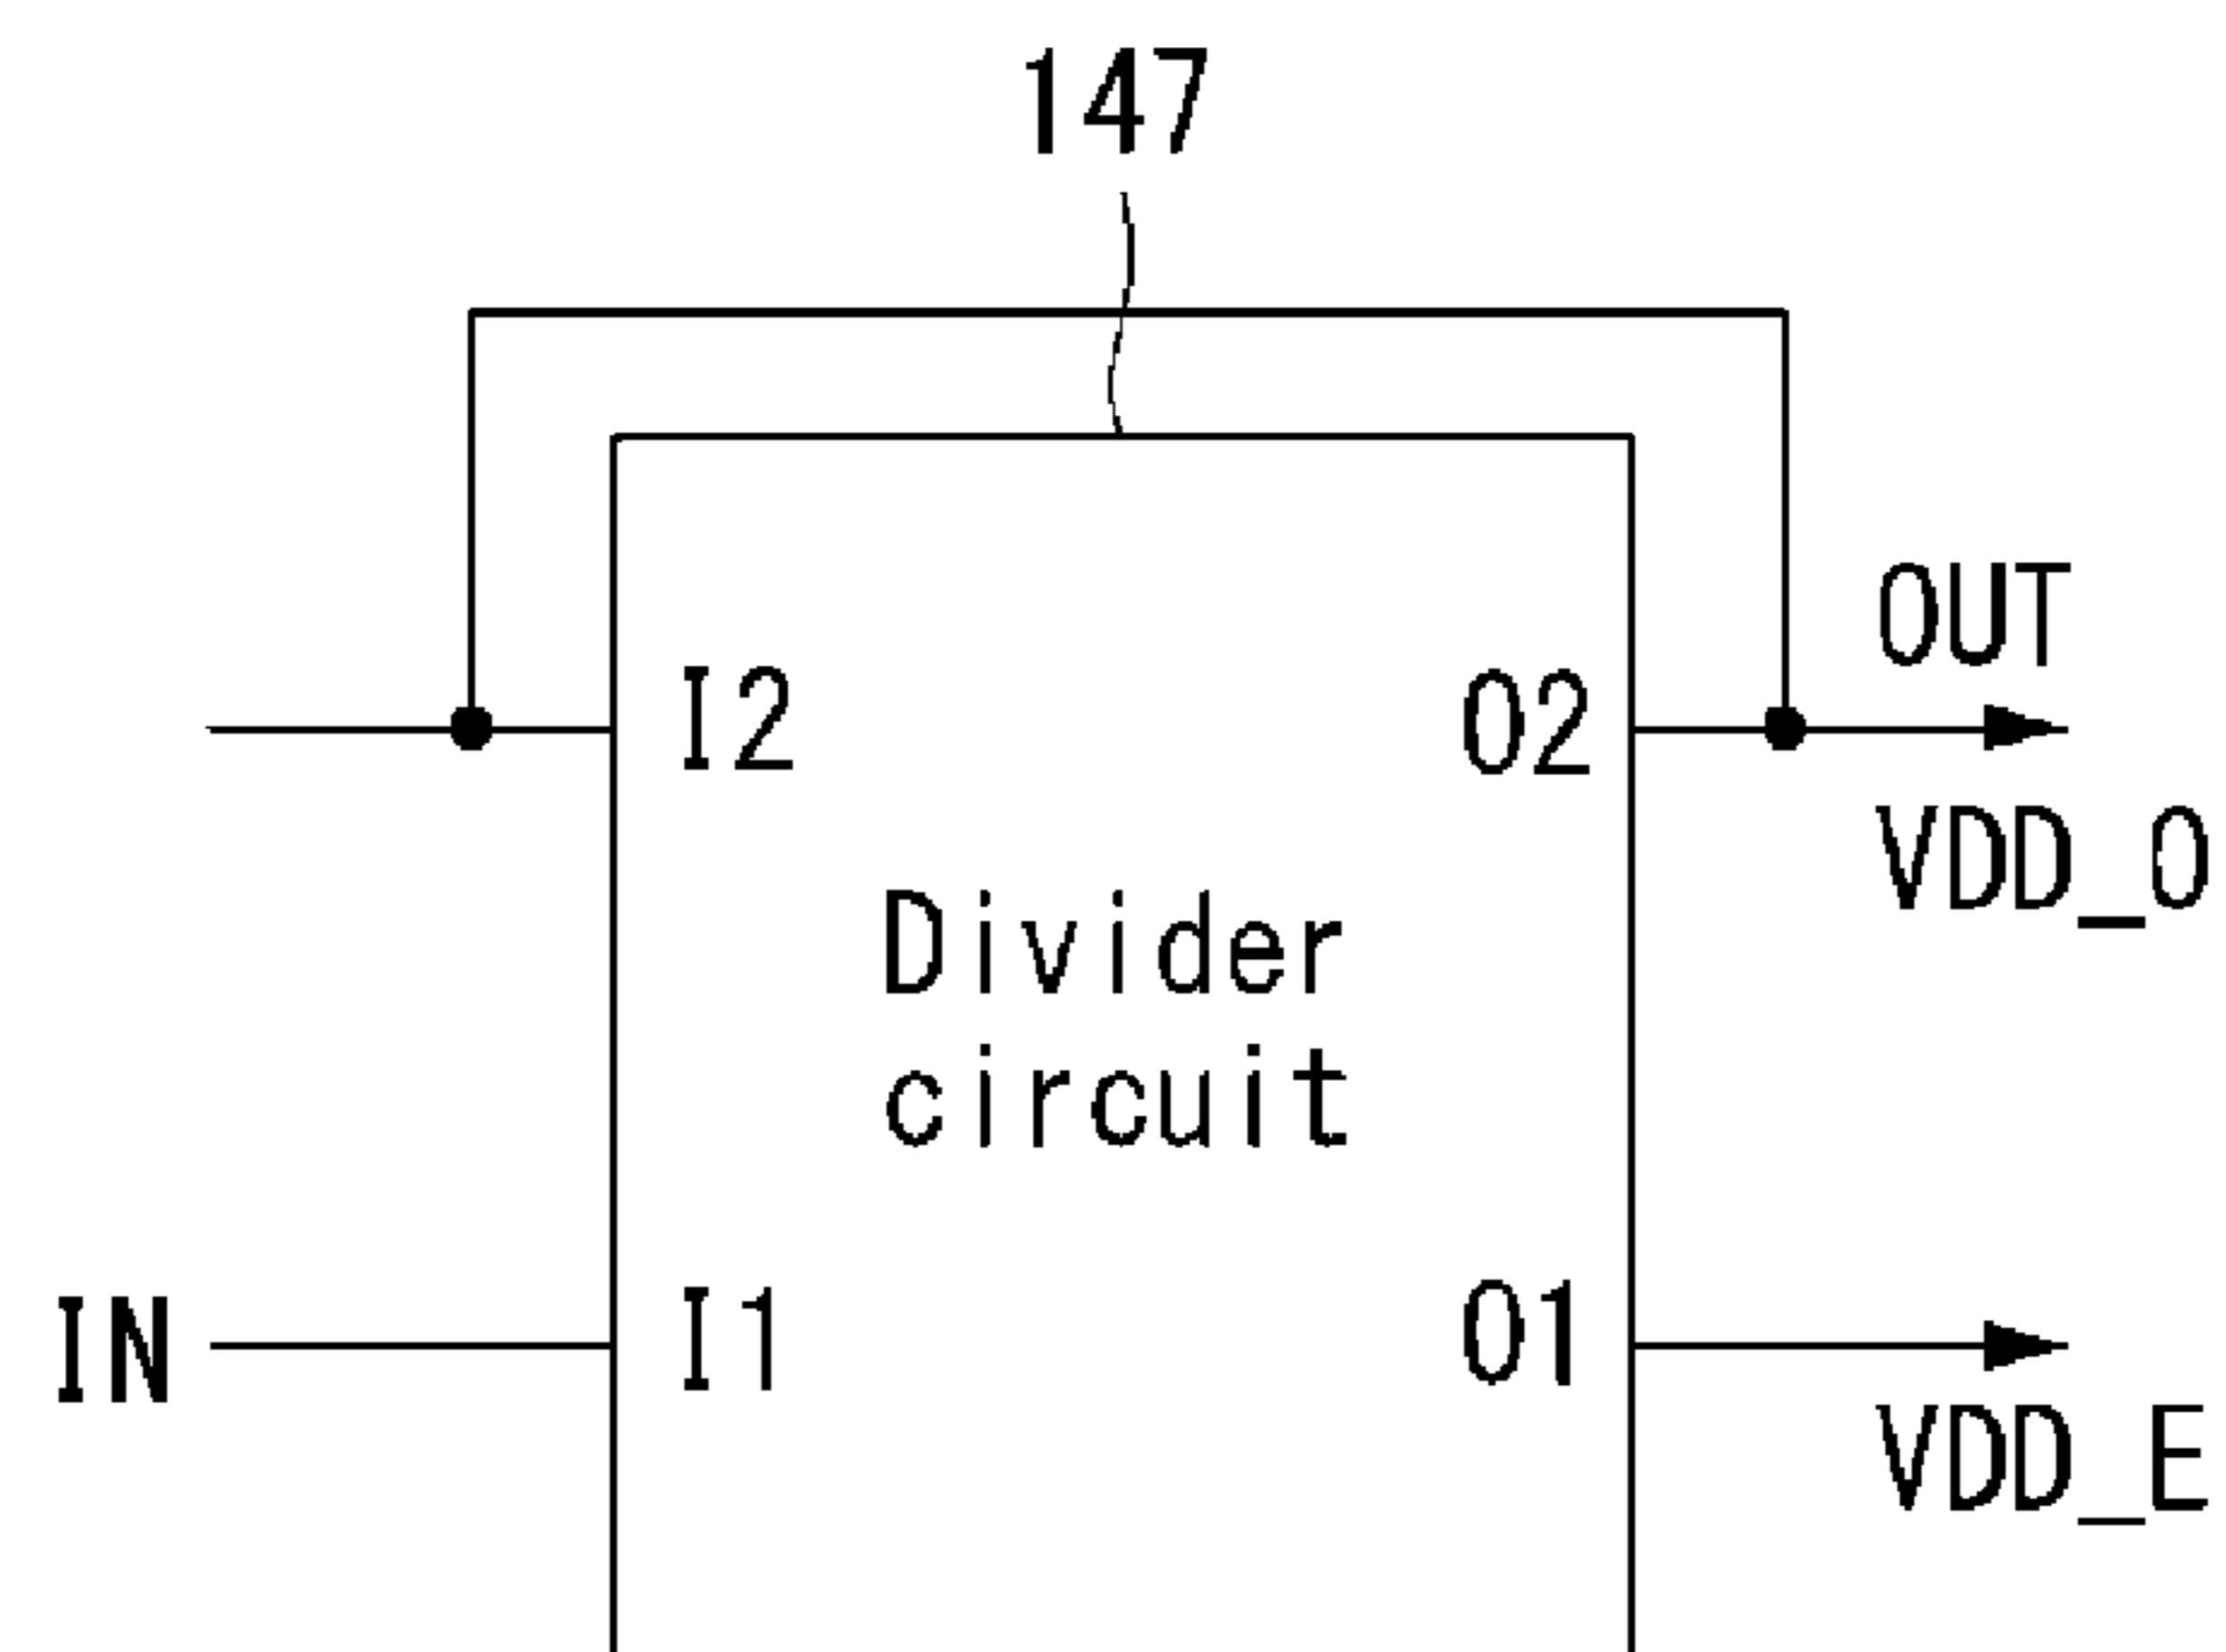 147
OUT
I2
O2
VDD_O
Divider
circuit
IN
I1
O1
VDD_E